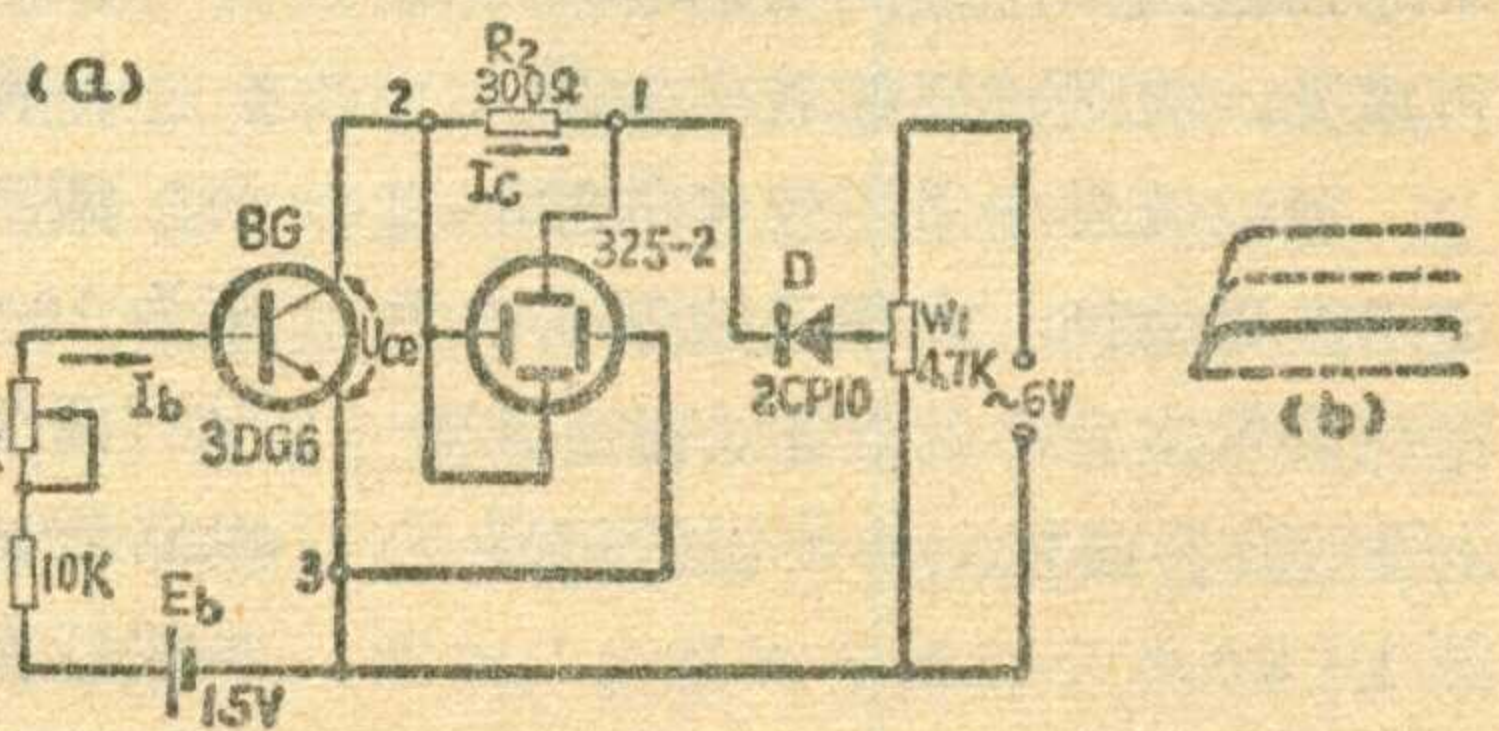 (a)
R2
300Ω
2
1
Ic
BG
325-2
D
W1
4.7K
~6V
Uce
Ib
2CP10
3DG6
(b)
10K
3
Eb
1.5V